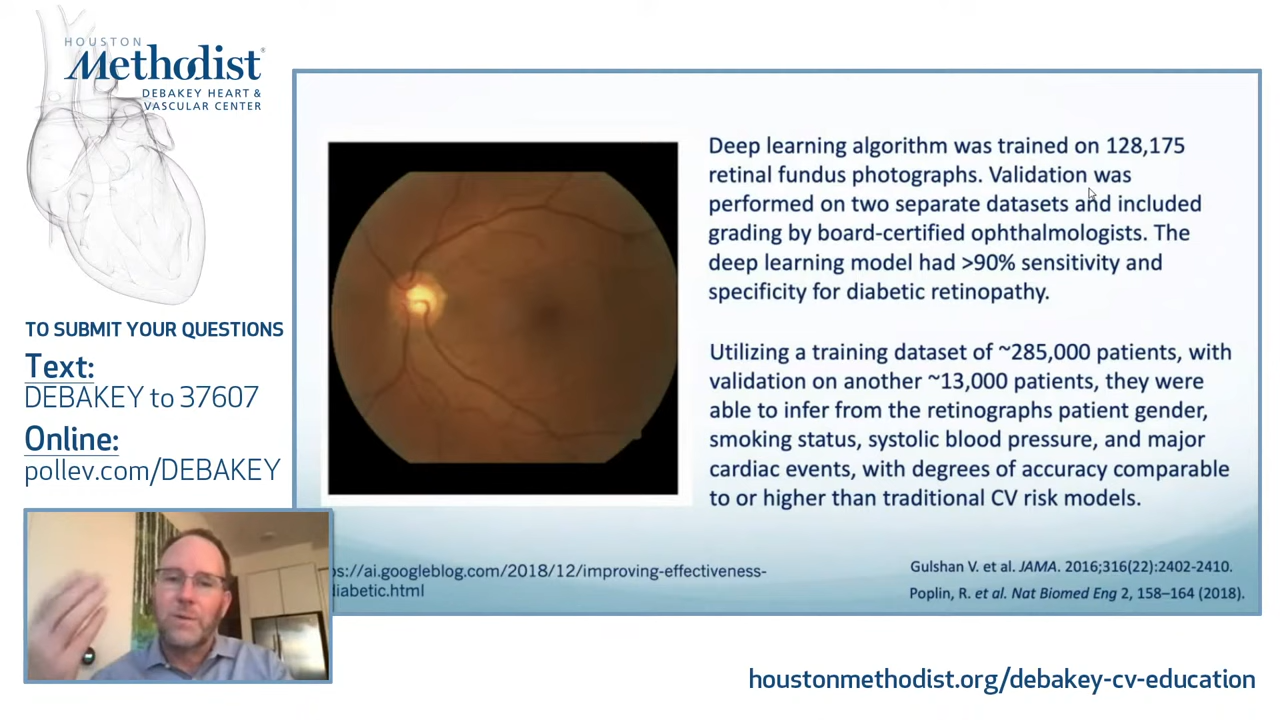 HOUSTON
Methodist®
DEBAKEY HEART &
VASCULAR CENTER
TO SUBMIT YOUR QUESTIONS
Text:
DEBAKEY to 37607
Online:
pollev.com/DEBAKEY
Deep learning algorithm was trained on 128,175
retinal fundus photographs. Validation was
performed on two separate datasets and included
grading by board-certified ophthalmologists. The
deep learning model had >90% sensitivity and
specificity for diabetic retinopathy.
Utilizing a training dataset of ~285,000 patients, with
validation on another ~13,000 patients, they were
able to infer from the retinographs patient gender,
smoking status, systolic blood pressure, and major
cardiac events, with degrees of accuracy comparable
to or higher than traditional CV risk models.
ps://ai.googleblog.com/2018/12/improving-effectiveness-
diabetic.html
Gulshan V. et al. JAMA. 2016;316(22):2402-2410.
Poplin, R. et al. Nat Biomed Eng 2, 158–164 (2018).
houstonmethodist.org/debakey-cv-education